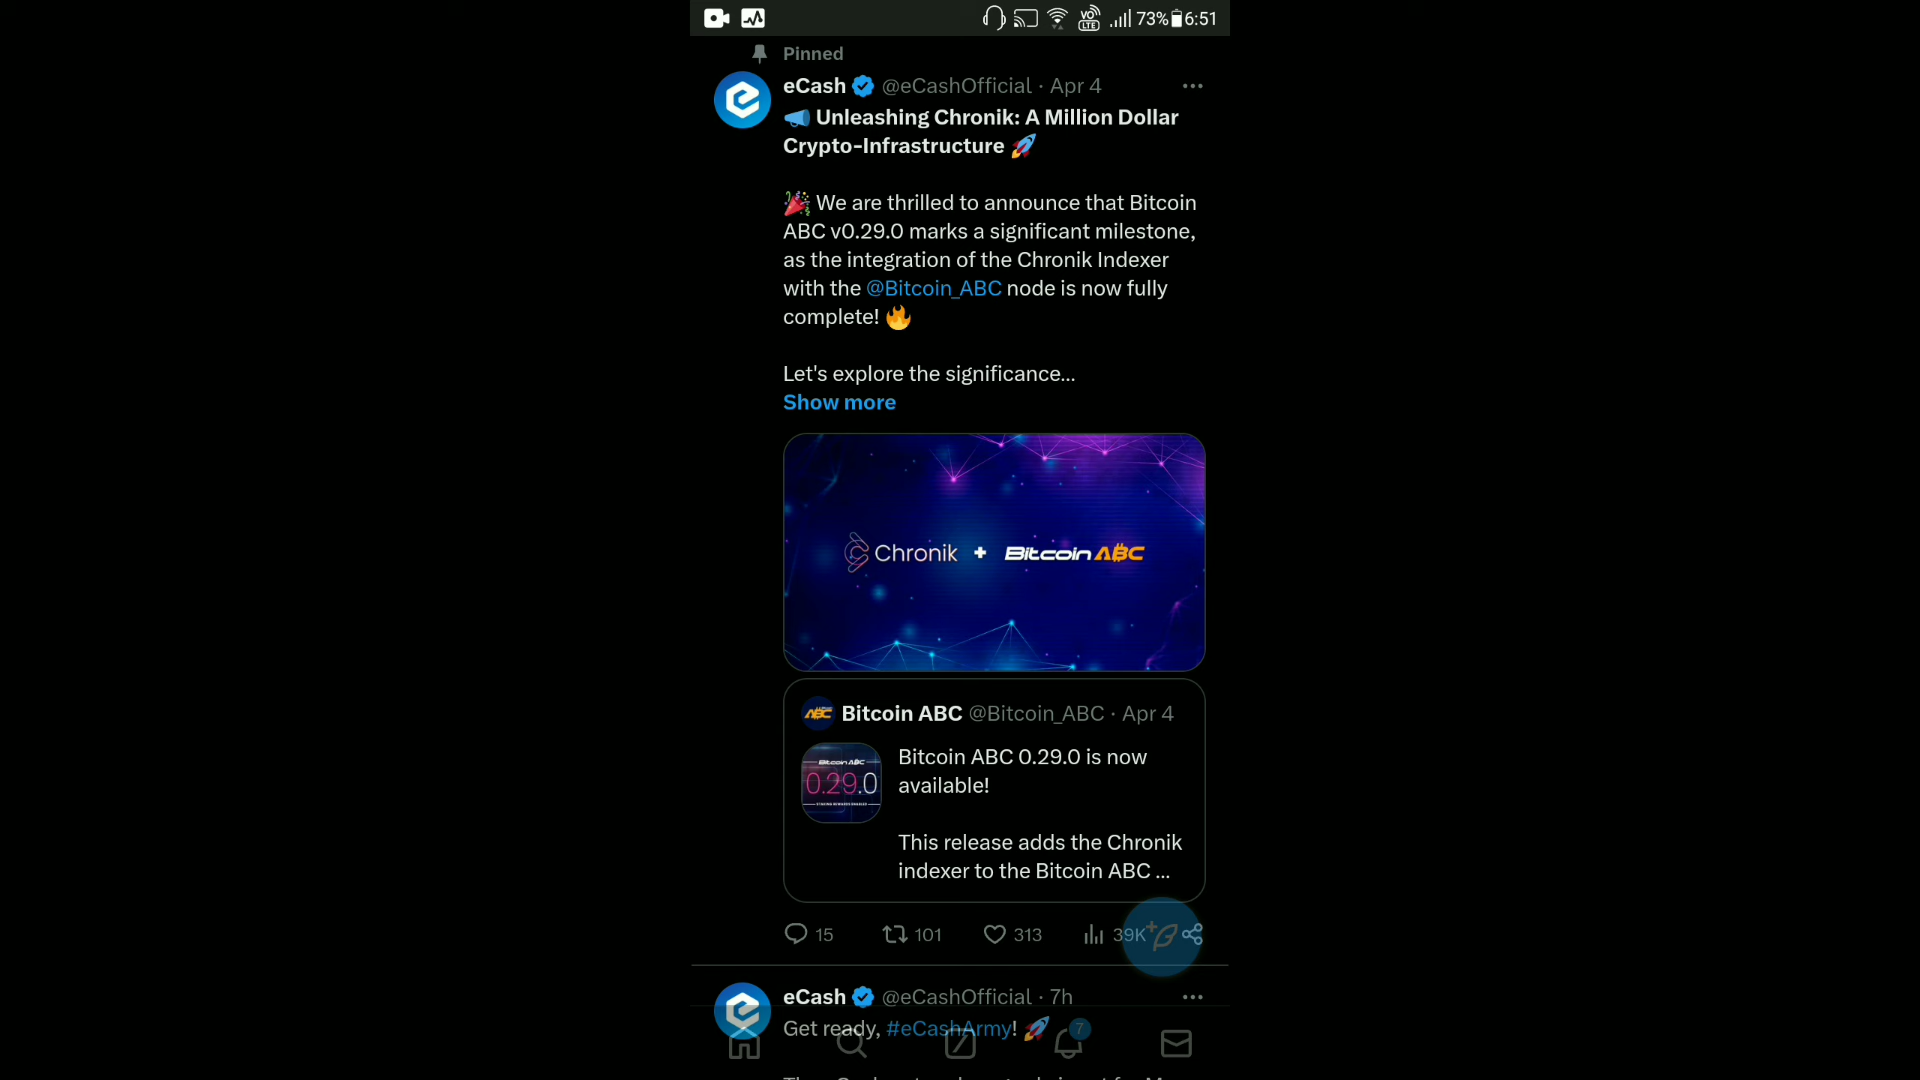 73% 6:51
Pinned
eCash @eCashOfficial · Apr 4
Unleashing Chronik: A Million Dollar
Crypto-Infrastructure
We are thrilled to announce that Bitcoin
ABC v0.29.0 marks a significant milestone,
as the integration of the Chronik Indexer
with the @Bitcoin_ABC node is now fully
complete!
Let's explore the significance...
Show more
Chronik + Bitcoin ABC
Bitcoin ABC @Bitcoin_ABC · Apr 4
Bitcoin ABC
0.29.0
Bitcoin ABC 0.29.0 is now
available!
This release adds the Chronik
indexer to the Bitcoin ABC ...
15 101 313 39K
eCash @eCashOfficial · 7h
Get ready, #eCashArmy!
7